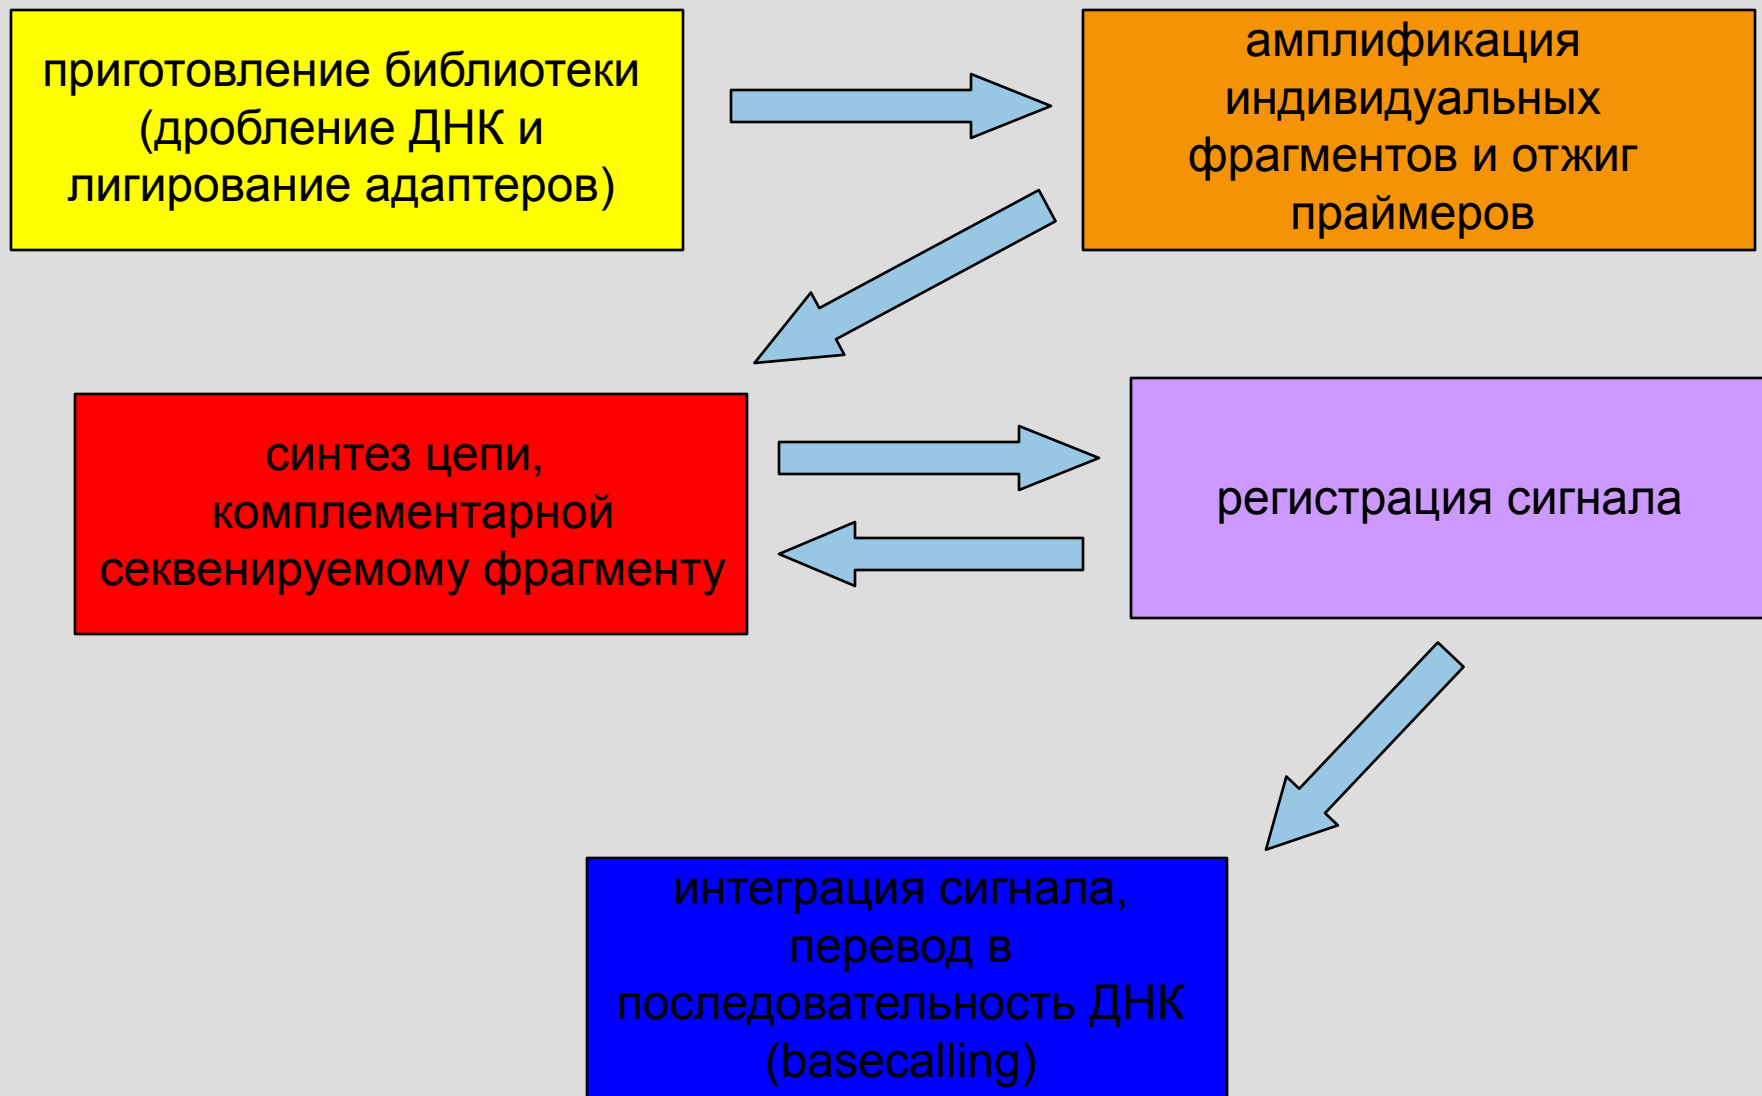 приготовление библиотеки
(дробление ДНК и
лигирование адаптеров)
амплификация
индивидуальных
фрагментов и отжиг
праймеров
синтез цепи,
комплементарной
секвенируемому фрагменту
регистрация сигнала
интеграция сигнала,
перевод в
последовательность ДНК
(basecalling)